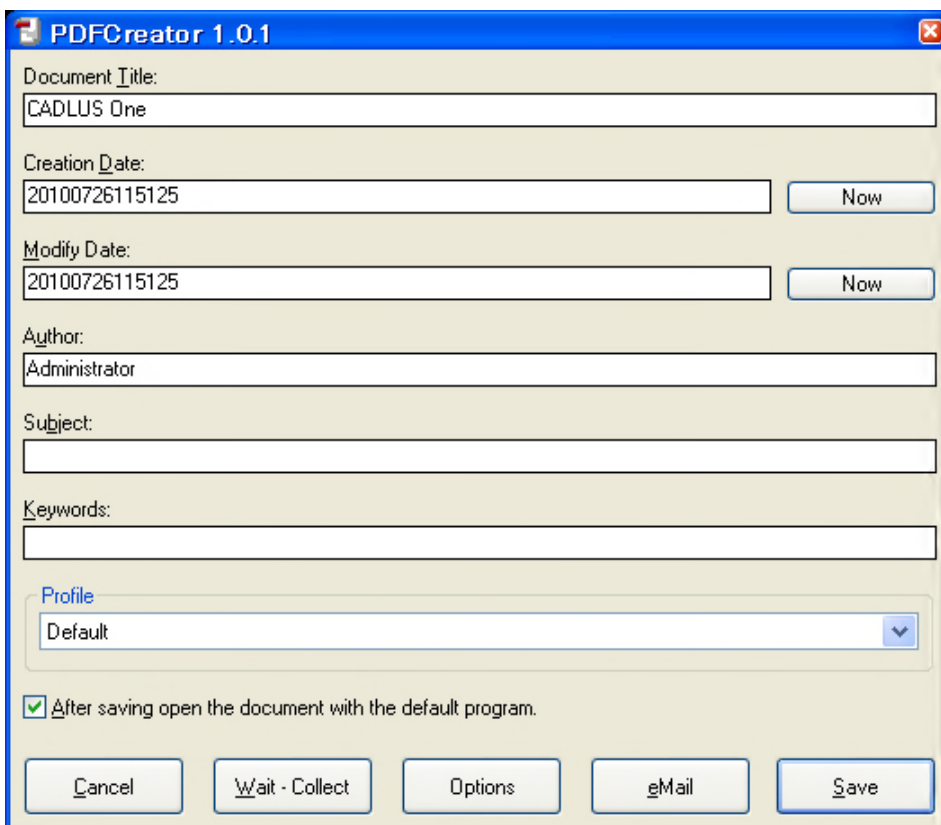 PDFCreator 1.0.1
Document Title:
CADLUS One
Creation Date:
20100726115125
Now
Modify Date:
20100726115125
Now
Author:
Administrator
Subject:
Keywords:
Profile
Default
After saving open the document with the default program.
Cancel
Wait - Collect
Options
eMail
Save